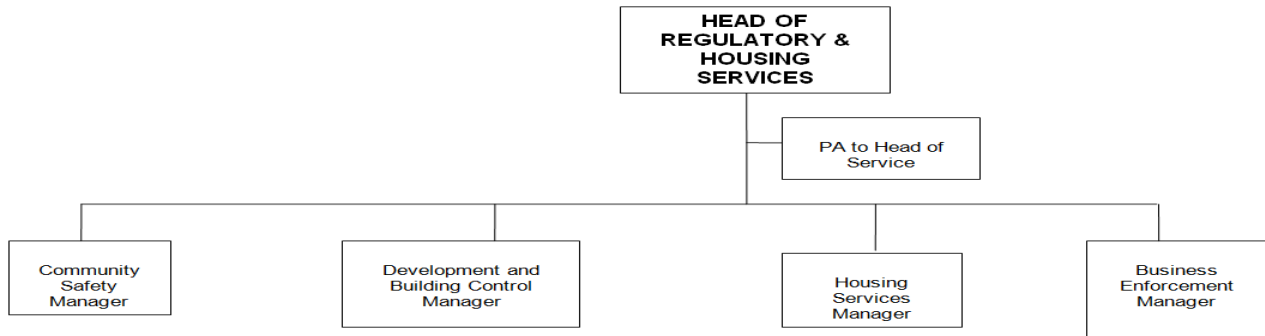 HEAD OF
REGULATORY &
HOUSING
SERVICES
PA to Head of
Service
Community
Safety
Manager
Development and
Building Control
Manager
Housing
Services
Manager
Business
Enforcement
Manager